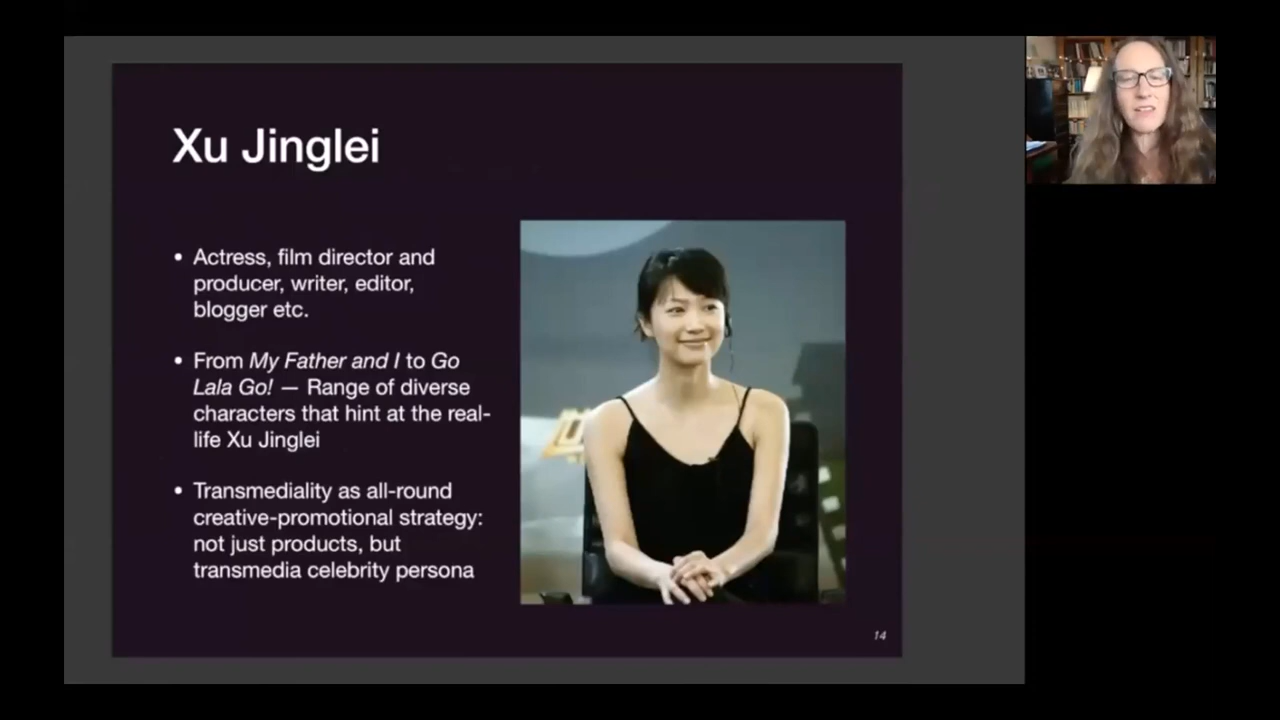 Xu Jinglei
• Actress, film director and
producer, writer, editor,
blogger etc.
• From My Father and I to Go
Lala Go! — Range of diverse
characters that hint at the real-
life Xu Jinglei
• Transmediality as all-round
creative-promotional strategy:
not just products, but
transmedia celebrity persona
14